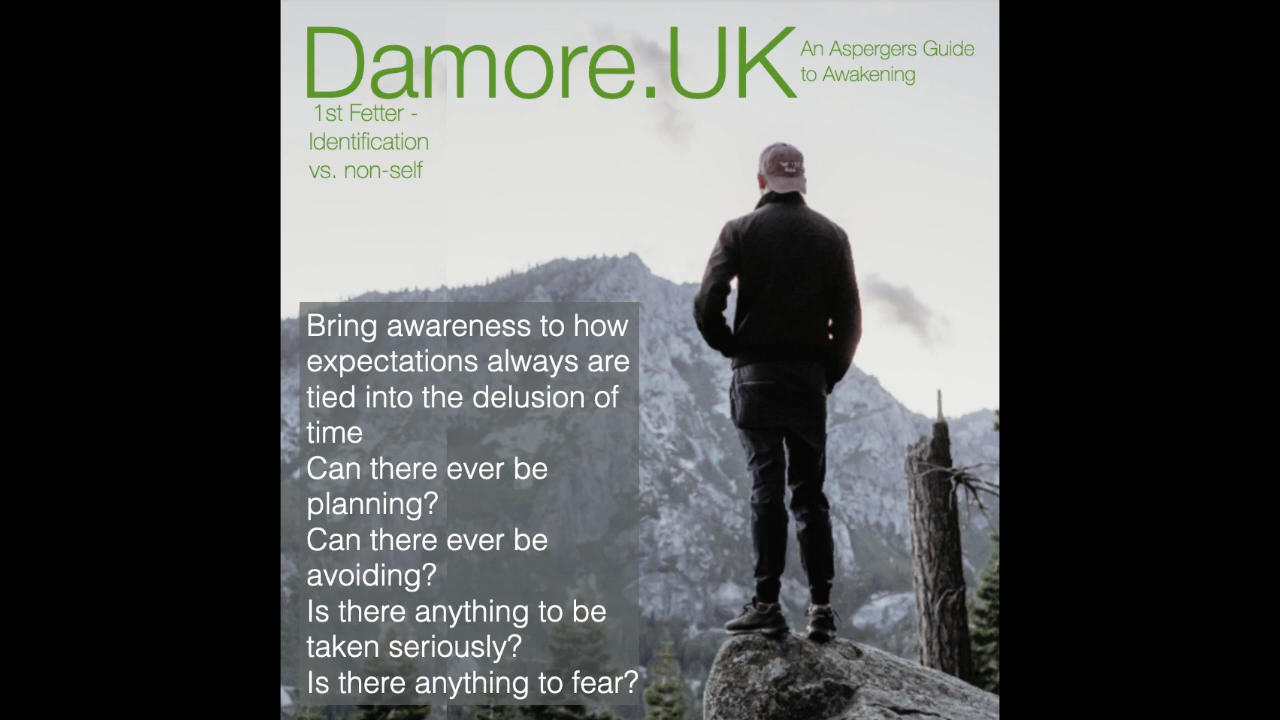 Damore.UK
An Aspergers Guide
to Awakening
1st Fetter -
Identification
vs. non-self
Bring awareness to how
expectations always are
tied into the delusion of
time
Can there ever be
planning?
Can there ever be
avoiding?
Is there anything to be
taken seriously?
Is there anything to fear?